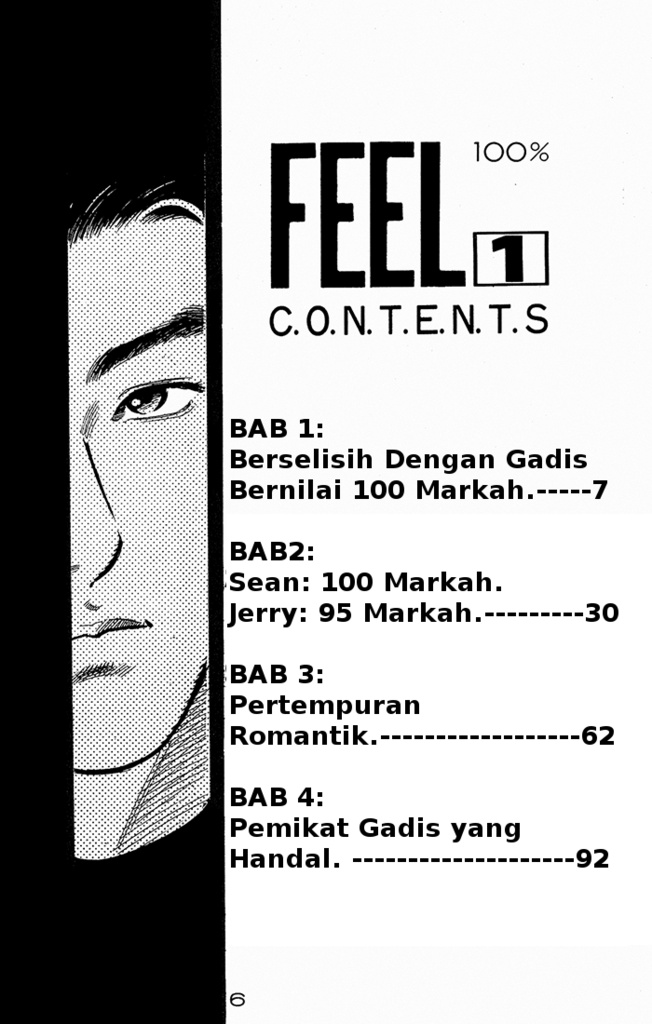 FEEL 100%
1
C.O.N.T.E.N.T.S
BAB 1:
Berselisih Dengan Gadis
Bernilai 100 Markah.-----7
BAB2:
Sean: 100 Markah.
Jerry: 95 Markah.---------30
BAB 3:
Pertempuran
Romantik.------------------62
BAB 4:
Pemikat Gadis yang
Handal. --------------------92
6